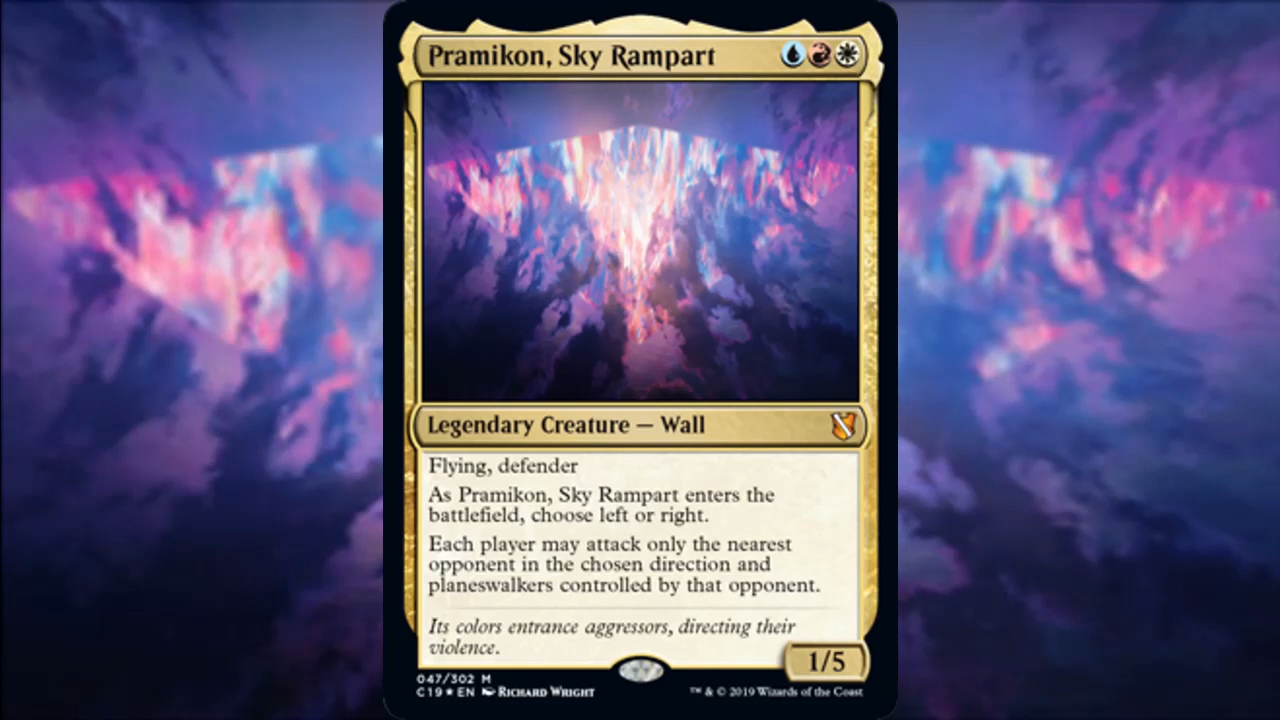 Pramikon, Sky Rampart
Legendary Creature — Wall
Flying, defender
As Pramikon, Sky Rampart enters the
battlefield, choose left or right.
Each player may attack only the nearest
opponent in the chosen direction and
planeswalkers controlled by that opponent.
Its colors entrance aggressors, directing their
violence.
1/5
047/302 M
C19★EN Richard Wright
™ & © 2019 Wizards of the Coast